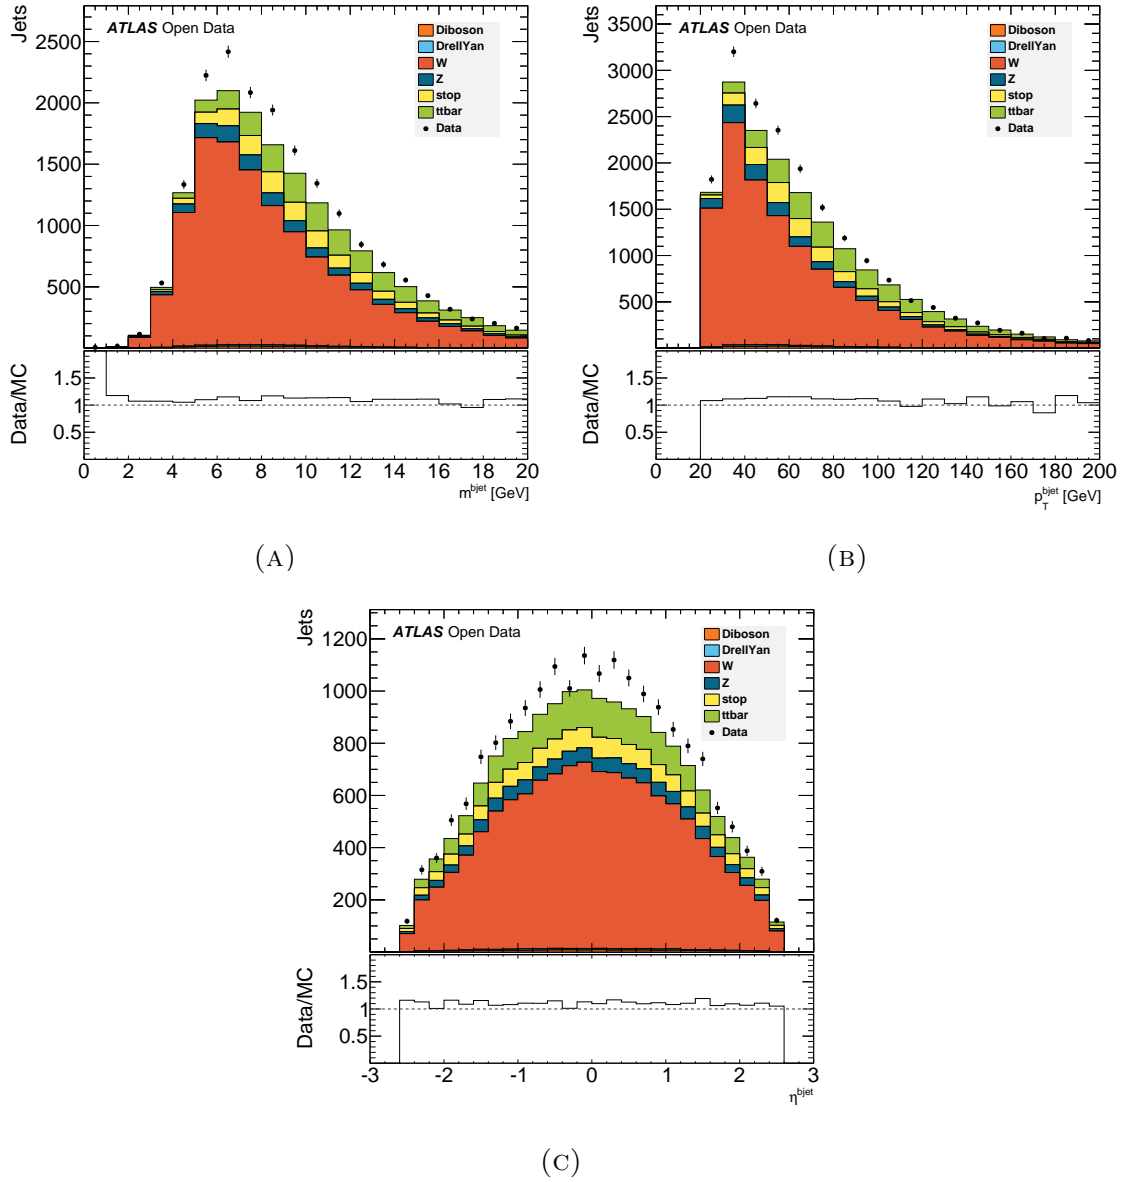 Jets
ATLAS Open Data
Diboson
DrellYan
W
Z
stop
ttbar
Data
2500
2000
1500
1000
500
Data/MC
1.5
1
0.5
0 2 4 6 8 10 12 14 16 18 20
m^bjet [GeV]
(A)
Jets
ATLAS Open Data
Diboson
DrellYan
W
Z
stop
ttbar
Data
3500
3000
2500
2000
1500
1000
500
Data/MC
1.5
1
0.5
0 20 40 60 80 100 120 140 160 180 200
p_T^bjet [GeV]
(B)
Jets
ATLAS Open Data
Diboson
DrellYan
W
Z
stop
ttbar
Data
1200
1000
800
600
400
200
Data/MC
1.5
1
0.5
-3 -2 -1 0 1 2 3
η^bjet
(C)